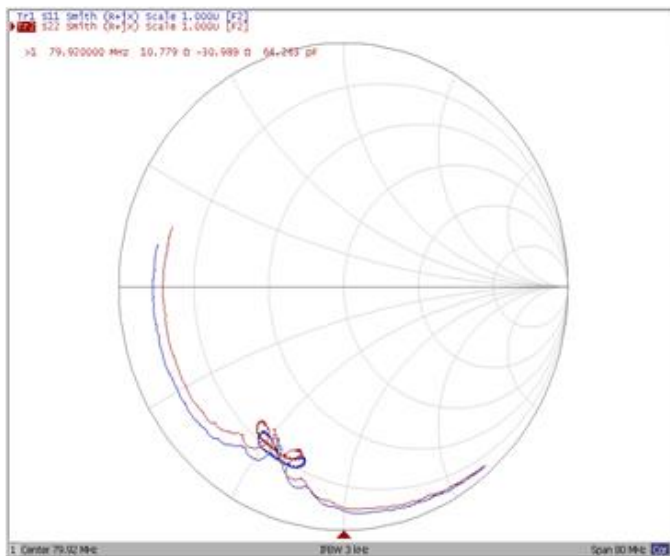 Tr1 S11 Smith (R+jX) Scale 1.000U [F2]
Tr2 S22 Smith (R+jX) Scale 1.000U [F2]
>1 79.920000 MHz 10.779 Ω -30.989 Ω 64.263 pF
1 Center 79.92 MHz IFBW 3 kHz Span 80 MHz